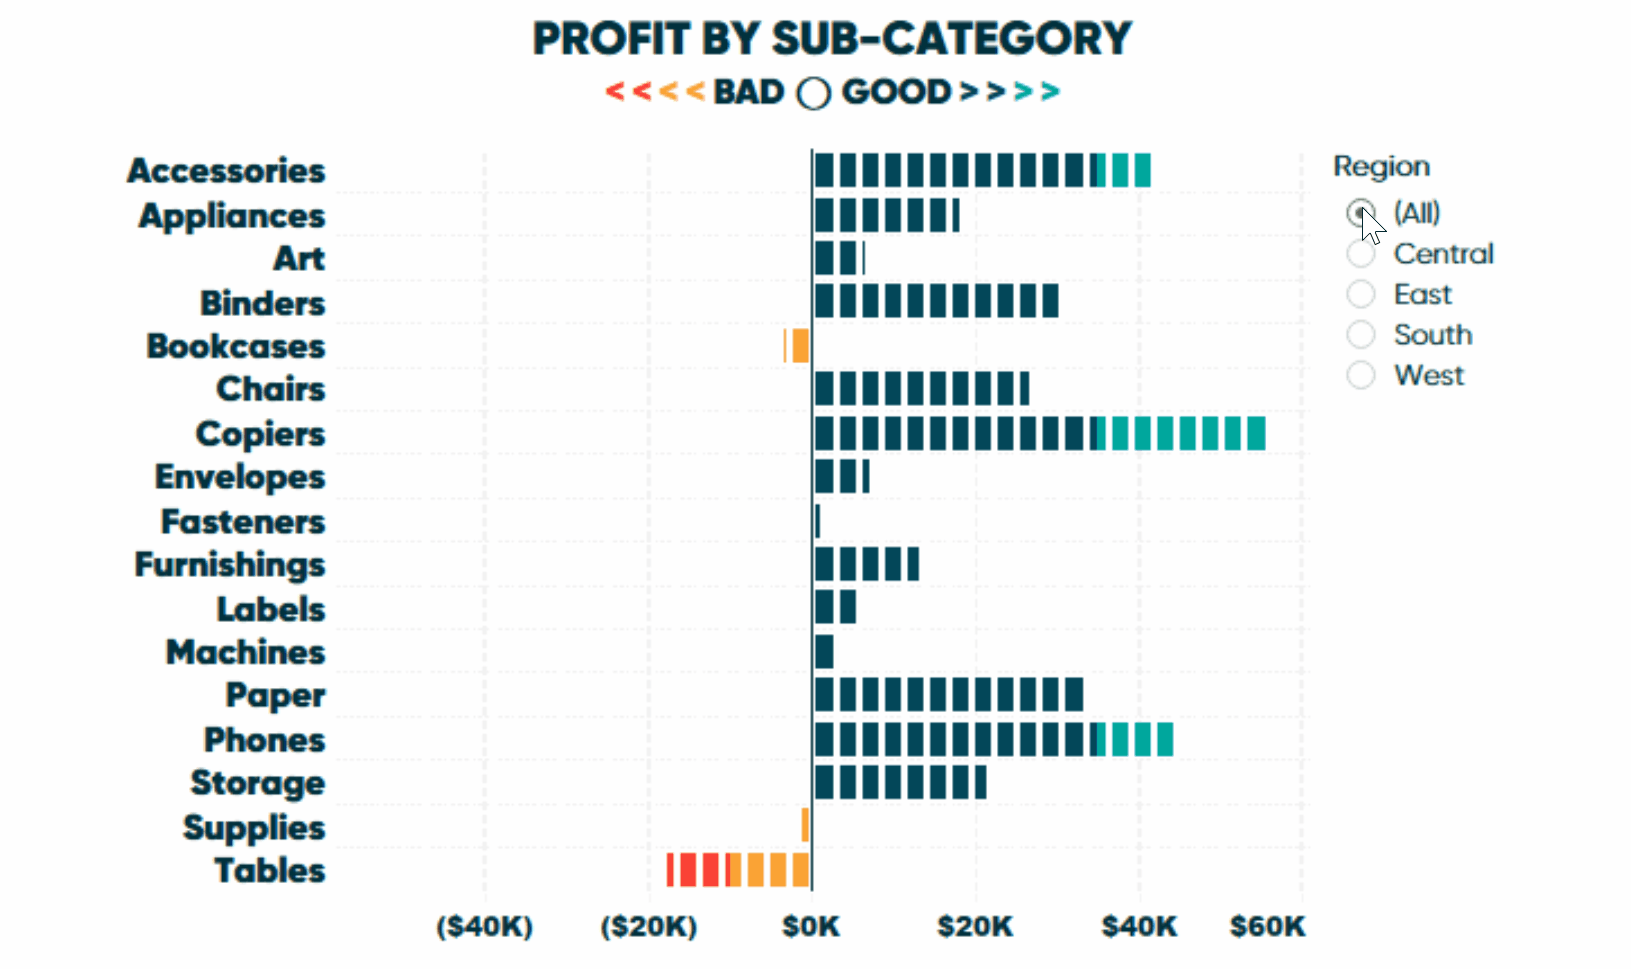 PROFIT BY SUB-CATEGORY
< < < < BAD ◯ GOOD > > > >
Accessories
Appliances
Art
Binders
Bookcases
Chairs
Copiers
Envelopes
Fasteners
Furnishings
Labels
Machines
Paper
Phones
Storage
Supplies
Tables
($40K) ($20K) $0K $20K $40K $60K
Region
(All)
Central
East
South
West